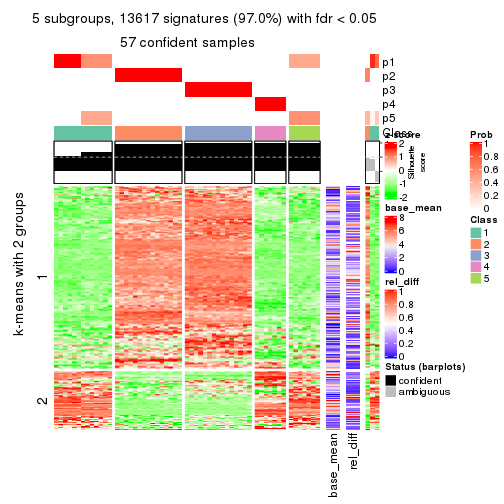 5 subgroups, 13617 signatures (97.0%) with fdr < 0.05
57 confident samples
p1
p2
p3
p4
p5
Class
k-means with 2 groups
1
2
base_mean
rel_diff
z-score
2
1
0
-1
-2
Silhouette
score
base_mean
8
6
4
2
0
rel_diff
1
0.8
0.6
0.4
0.2
0
Status (barplots)
confident
ambiguous
Prob
1
0.8
0.6
0.4
0.2
0
Class
1
2
3
4
5